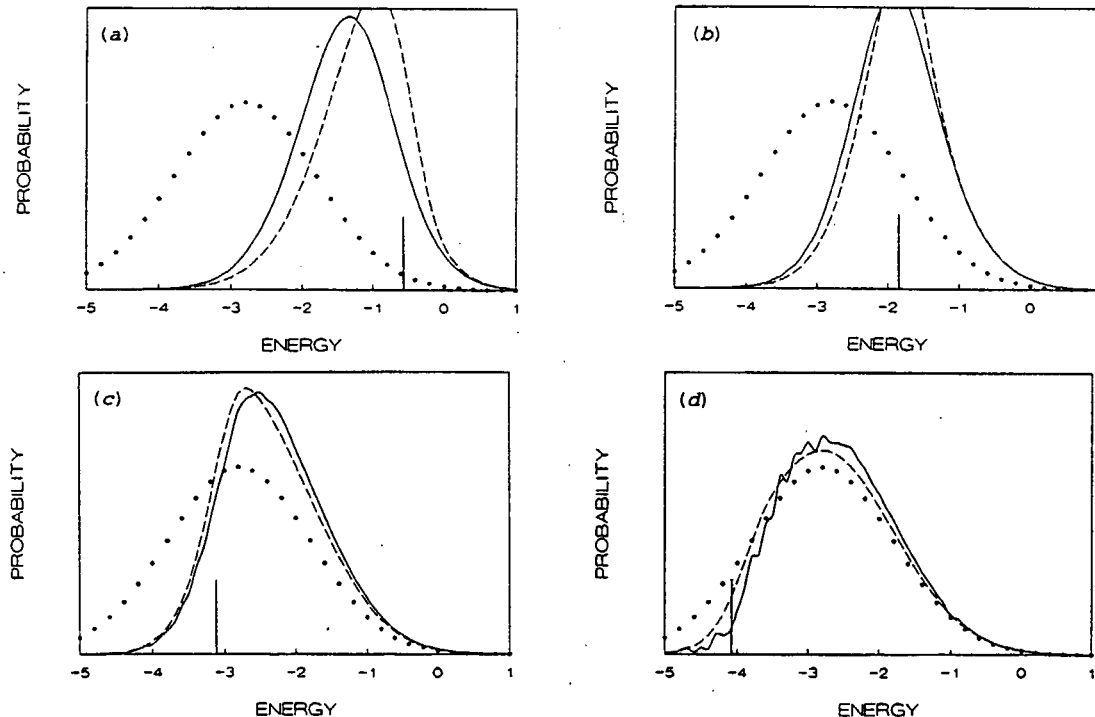 (a)
PROBABILITY
-5 -4 -3 -2 -1 0 1
ENERGY
(b)
PROBABILITY
-5 -4 -3 -2 -1 0
ENERGY
(c)
PROBABILITY
-5 -4 -3 -2 -1 0 1
ENERGY
(d)
PROBABILITY
-5 -4 -3 -2 -1 0 1
ENERGY